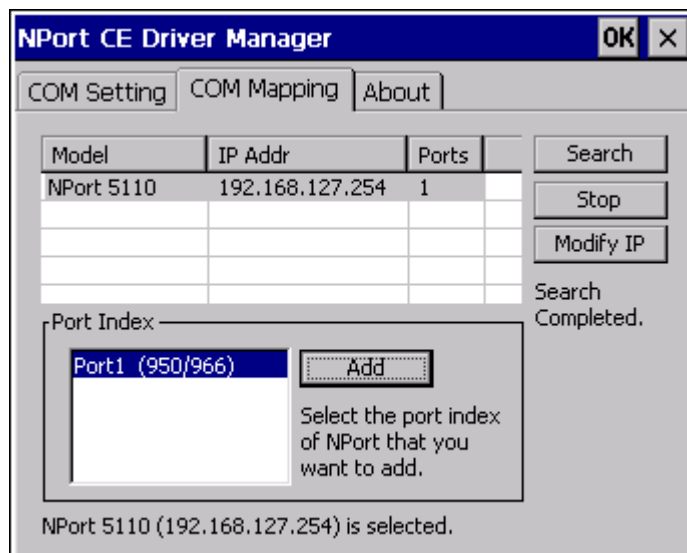 NPort CE Driver Manager OK ×
COM Setting COM Mapping About
Model IP Addr Ports Search
NPort 5110 192.168.127.254 1
Stop
Modify IP
Search
Completed.
Port Index
Port1 (950/966) Add
Select the port index
of NPort that you
want to add.
NPort 5110 (192.168.127.254) is selected.